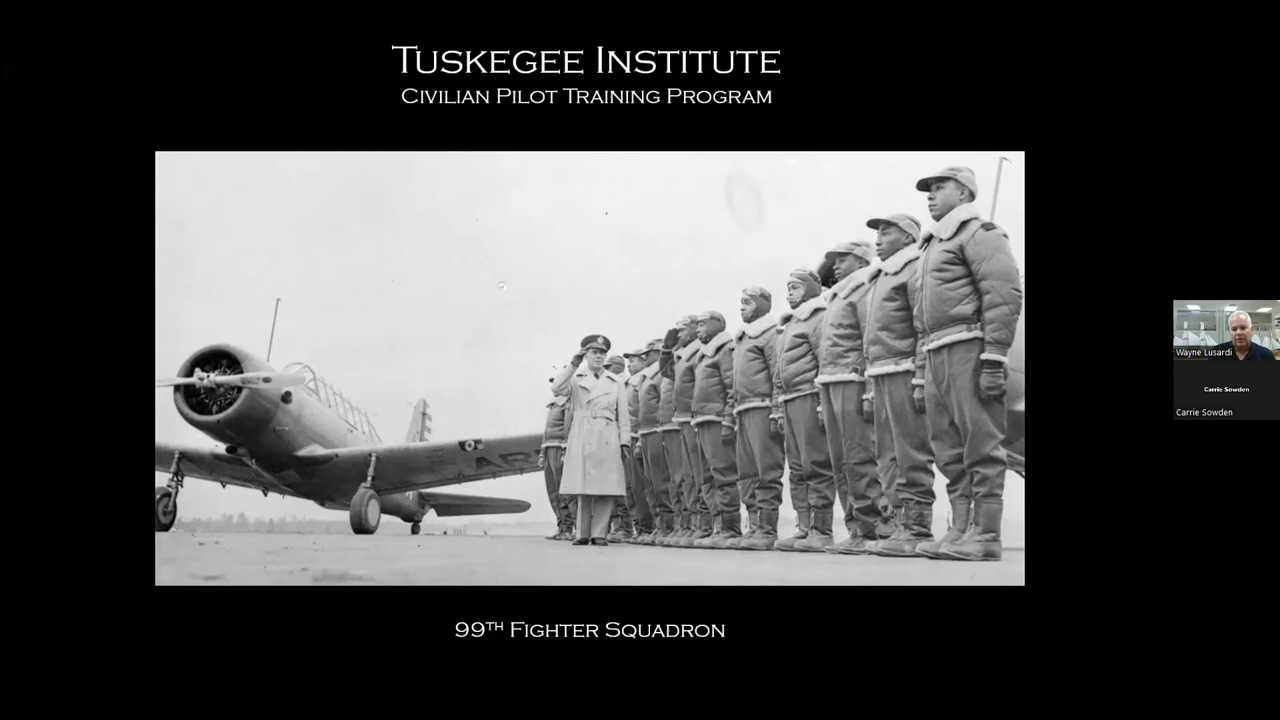 TUSKEGEE INSTITUTE
CIVILIAN PILOT TRAINING PROGRAM
99TH FIGHTER SQUADRON
Wayne Lusardi
Carrie Sowden
Carrie Sowden